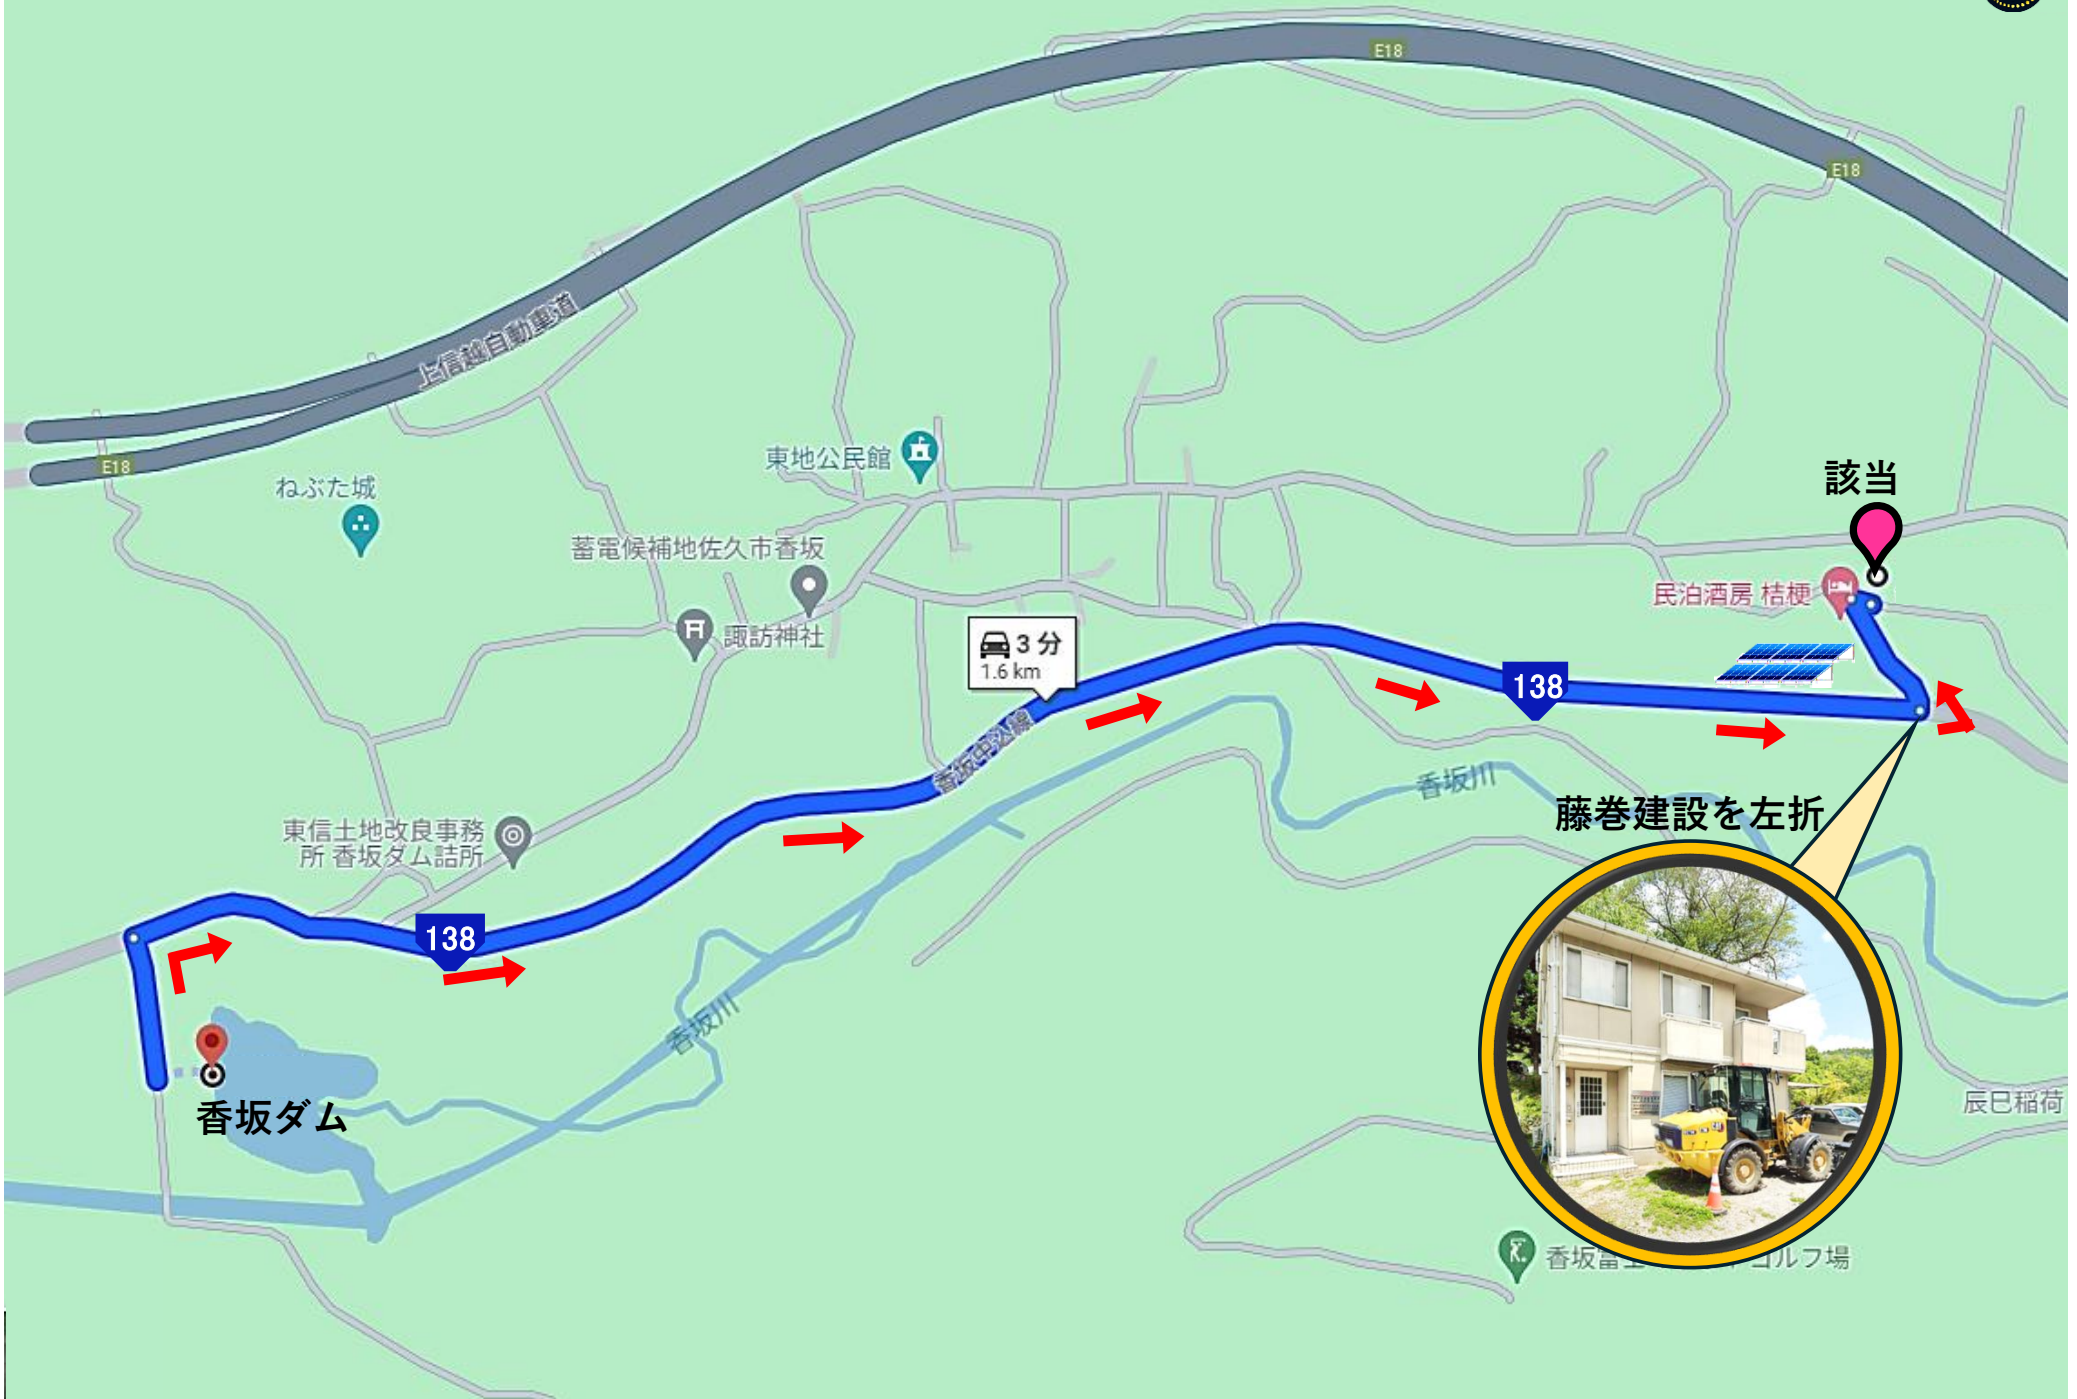 E18
E18
上信越自動車道
E18
東地公民館
該当
ねぶた城
蓄電候補地佐久市香坂
民泊酒房 桔梗
諏訪神社
3 分
1.6 km
138
香坂中込線
香坂川
藤巻建設を左折
東信土地改良事務
所 香坂ダム詰所
138
香坂川
香坂ダム
辰巳稲荷
香坂富士
ゴルフ場